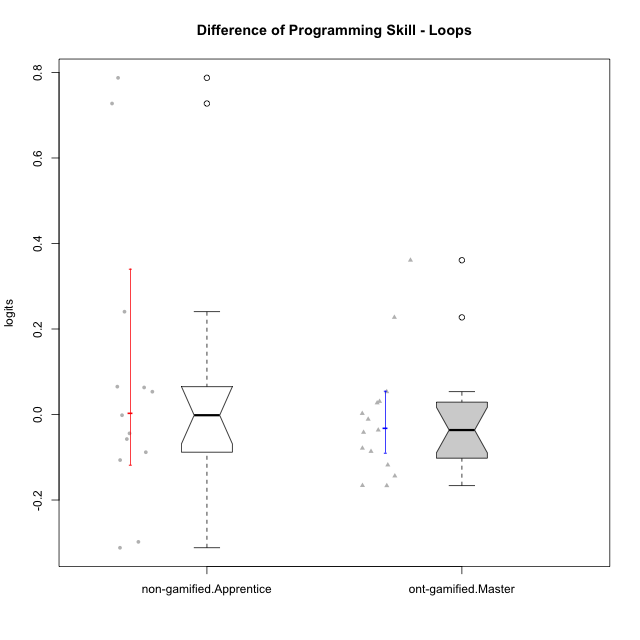 Difference of Programming Skill - Loops
logits
0.8
0.6
0.4
0.2
0.0
-0.2
non-gamified.Apprentice
ont-gamified.Master